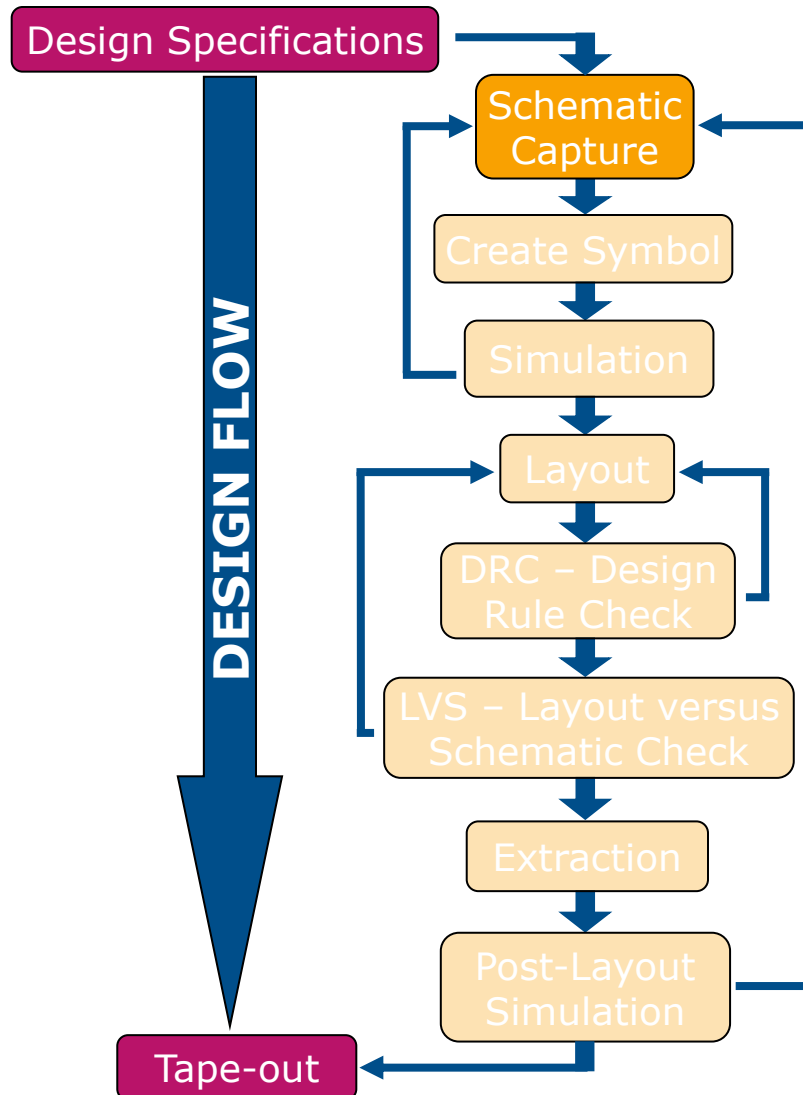 Design Specifications
Schematic
Capture
Create Symbol
Simulation
DESIGN FLOW
Layout
DRC – Design
Rule Check
LVS – Layout versus
Schematic Check
Extraction
Post-Layout
Simulation
Tape-out